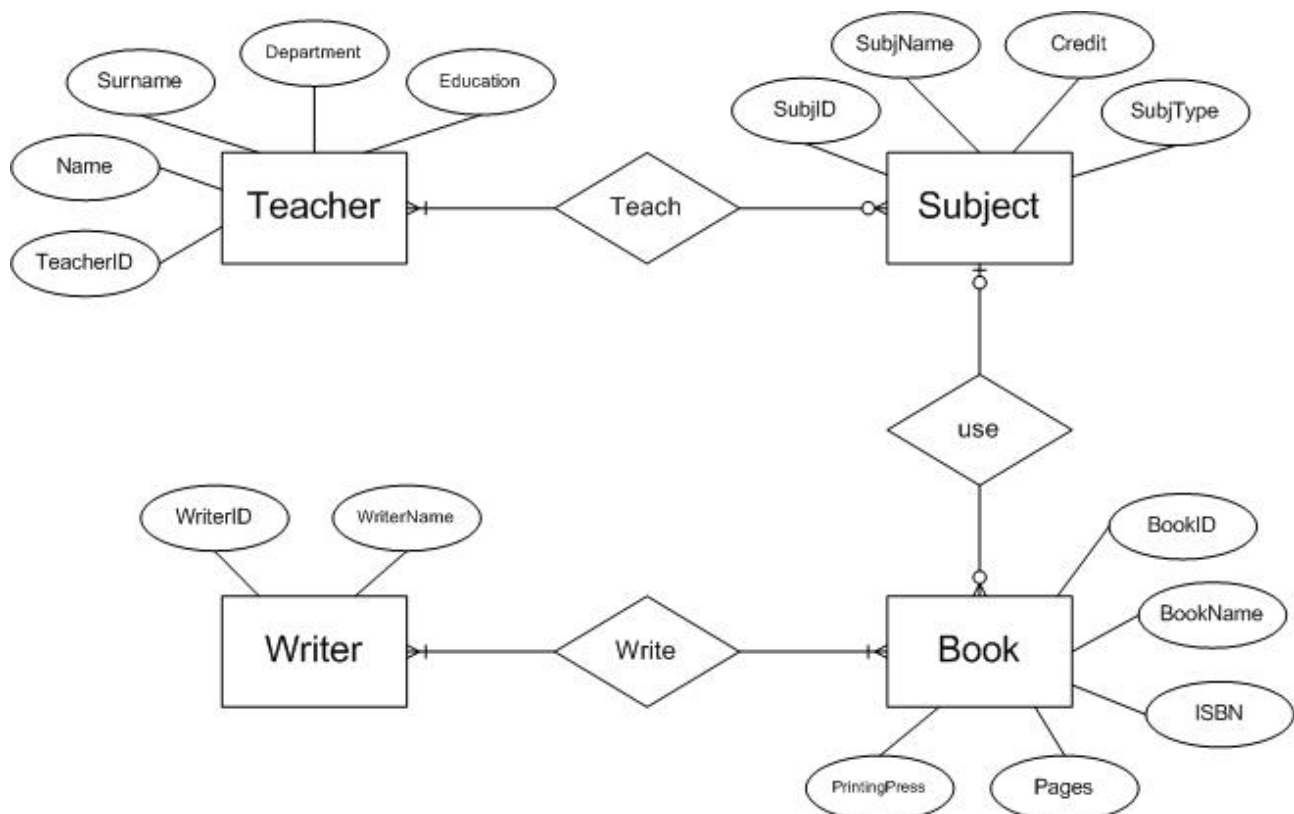 Department
SubjName
Credit
Surname
Education
SubjID
SubjType
Name
Teacher
Teach
Subject
TeacherID
use
WriterID
WriterName
BookID
BookName
Writer
Write
Book
ISBN
PrintingPress
Pages